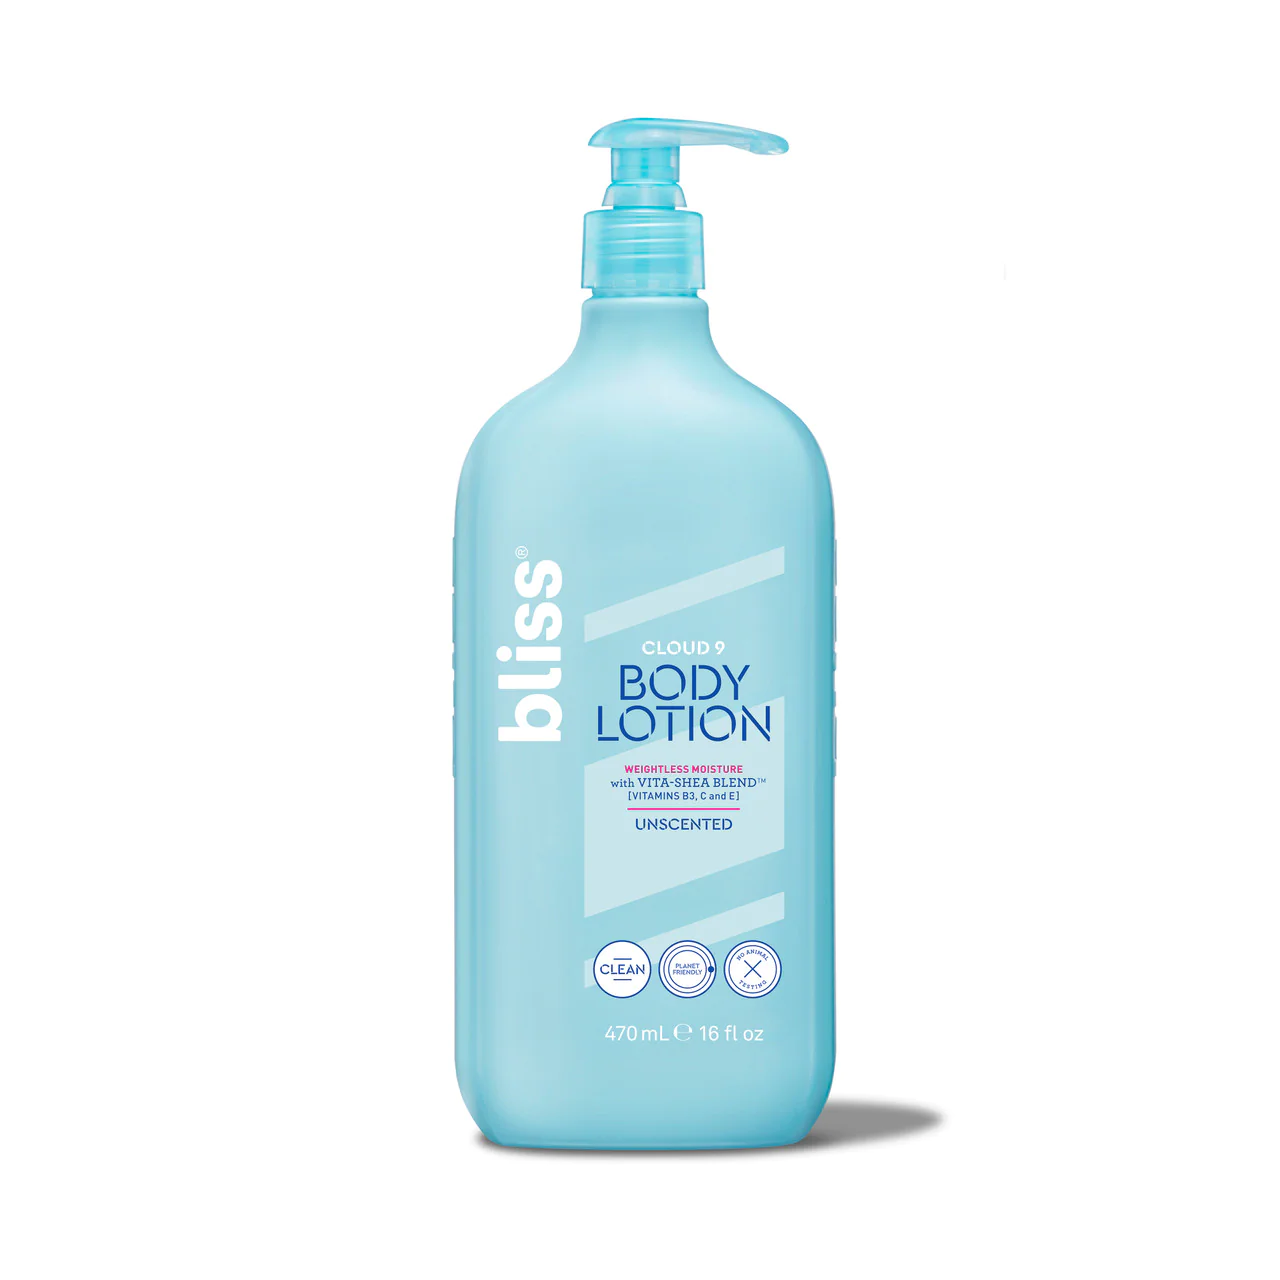 bliss®
CLOUD 9
BODY
LOTION
WEIGHTLESS MOISTURE
with VITA-SHEA BLEND™
[VITAMINS B3, C and E]
UNSCENTED
CLEAN
PLANET
FRIENDLY
NO ANIMAL
TESTING
470 mL ℮ 16 fl oz